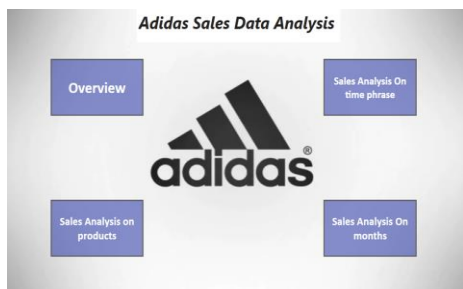 Adidas Sales Data Analysis
Overview
Sales Analysis On
time phrase
adidas®
Sales Analysis on
products
Sales Analysis On
months